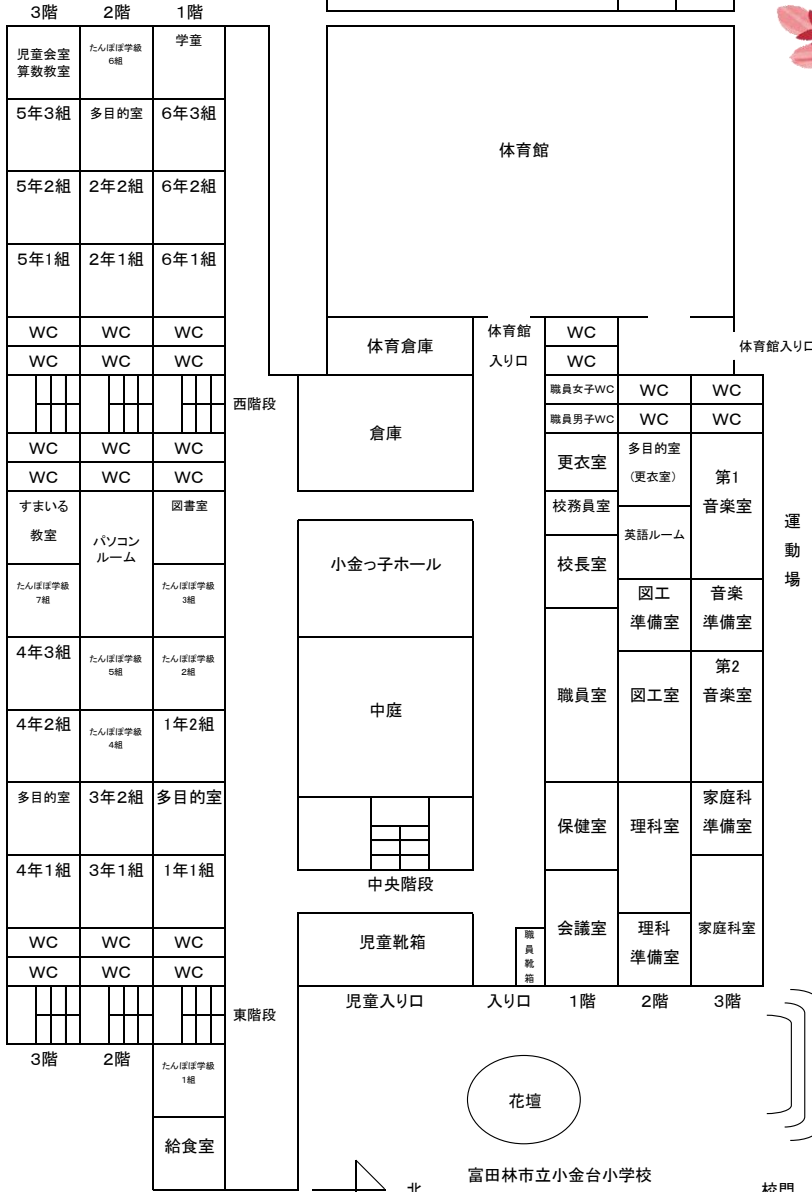 3階 2階 1階
児童会室
算数教室
たんぽぽ学級
6組
学童
5年3組 多目的室 6年3組
体育館
5年2組 2年2組 6年2組
5年1組 2年1組 6年1組
WC WC WC
WC WC WC
体育倉庫
体育館
入り口
WC
WC
体育館入り口
西階段
倉庫
職員女子WC WC WC
職員男子WC WC WC
WC WC WC
WC WC WC
更衣室
多目的室
(更衣室)
第1
音楽室
すまいる
教室
パソコン
ルーム
図書室
校務員室
英語ルーム
運
動
場
小金っ子ホール
校長室
たんぽぽ学級
7組
たんぽぽ学級
3組
図工
準備室
音楽
準備室
4年3組
たんぽぽ学級
5組
たんぽぽ学級
2組
中庭
職員室
図工室
第2
音楽室
4年2組
たんぽぽ学級
4組
1年2組
多目的室 3年2組 多目的室
保健室
理科室
家庭科
準備室
4年1組 3年1組 1年1組
中央階段
児童靴箱
職
員
靴
箱
会議室
理科
準備室
家庭科室
WC WC WC
WC WC WC
東階段
児童入り口 入り口 1階 2階 3階
3階 2階
たんぽぽ学級
1組
花壇
給食室
富田林市立小金台小学校
北
校門